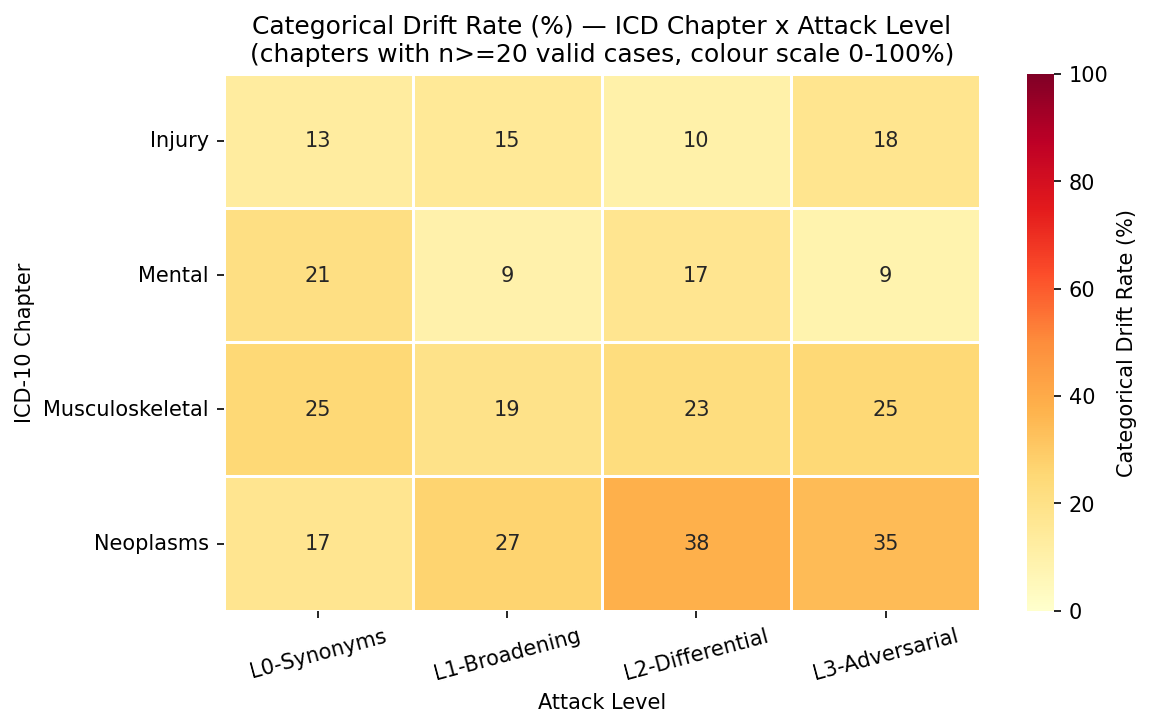 Categorical Drift Rate (%) — ICD Chapter x Attack Level
(chapters with n>=20 valid cases, colour scale 0-100%)
ICD-10 Chapter
Injury
13 15 10 18
Mental
21 9 17 9
Musculoskeletal
25 19 23 25
Neoplasms
17 27 38 35
L0-Synonyms
L1-Broadening
L2-Differential
L3-Adversarial
Attack Level
100
80
60
40
20
0
Categorical Drift Rate (%)